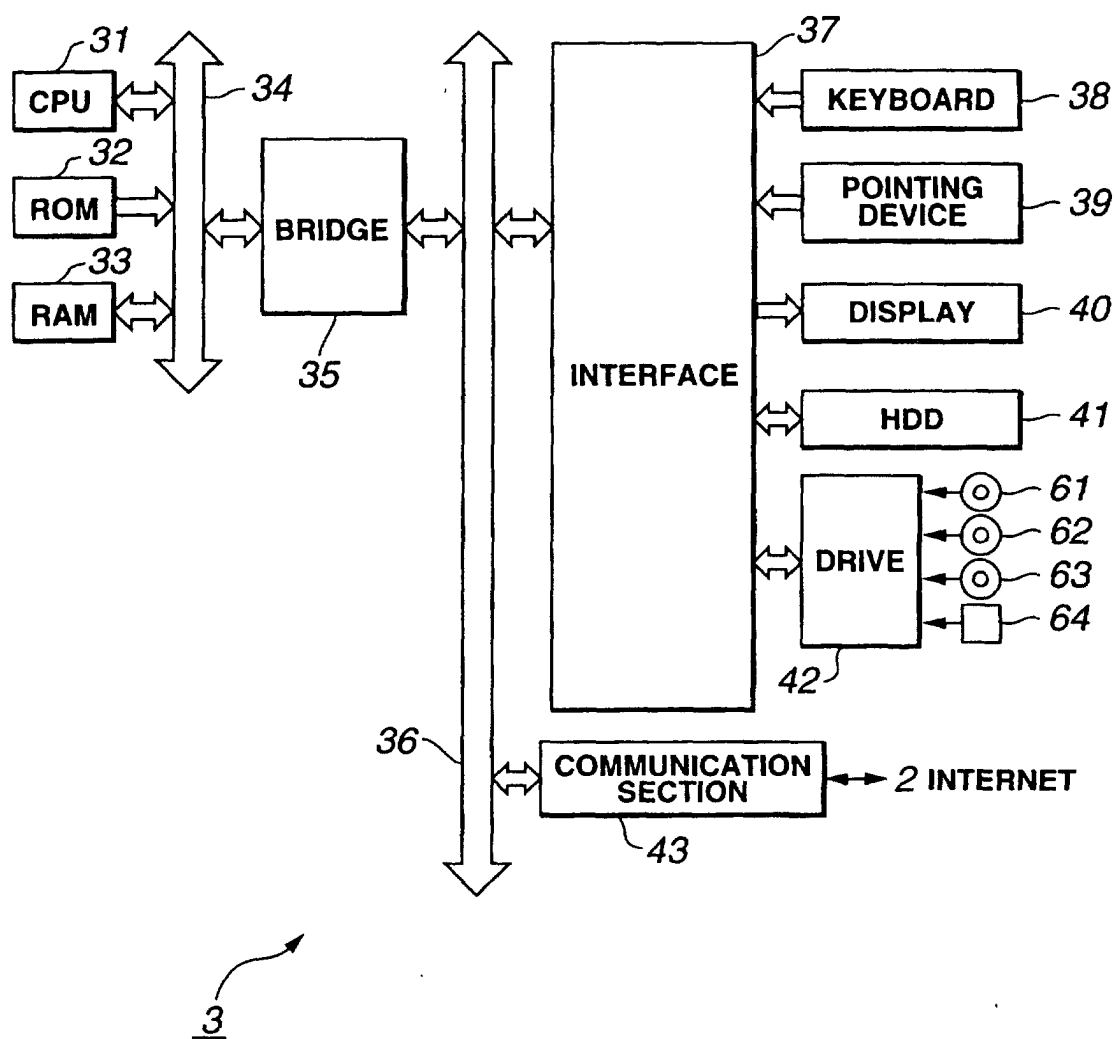 31
CPU
34
32
ROM
33
RAM
BRIDGE
35
36
37
INTERFACE
KEYBOARD 38
POINTING
DEVICE 39
DISPLAY 40
HDD 41
DRIVE
42
61
62
63
64
COMMUNICATION
SECTION
43
2 INTERNET
3